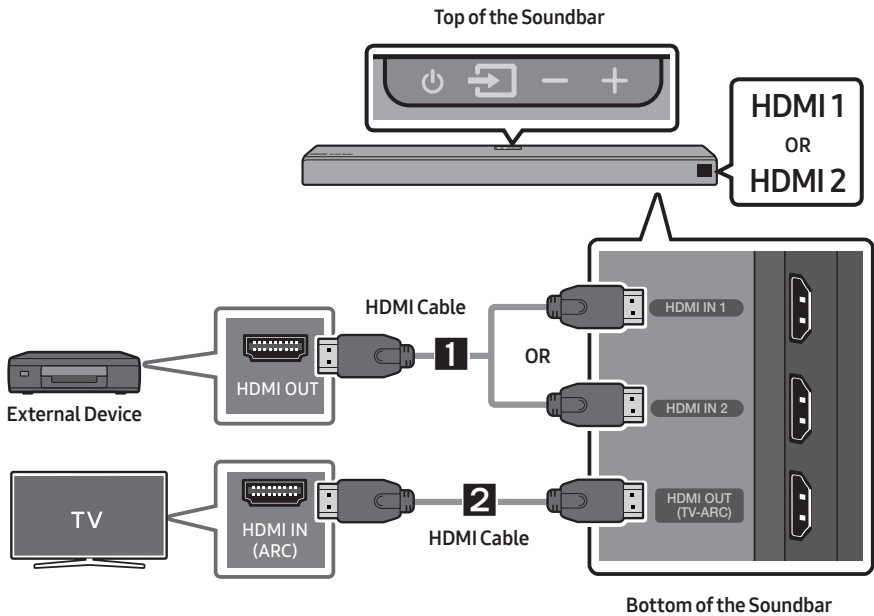 Top of the Soundbar
HDMI 1
OR
HDMI 2
HDMI Cable
HDMI IN 1
1
OR
HDMI OUT
External Device
HDMI IN 2
TV
HDMI IN
(ARC)
2
HDMI Cable
HDMI OUT
(TV-ARC)
Bottom of the Soundbar